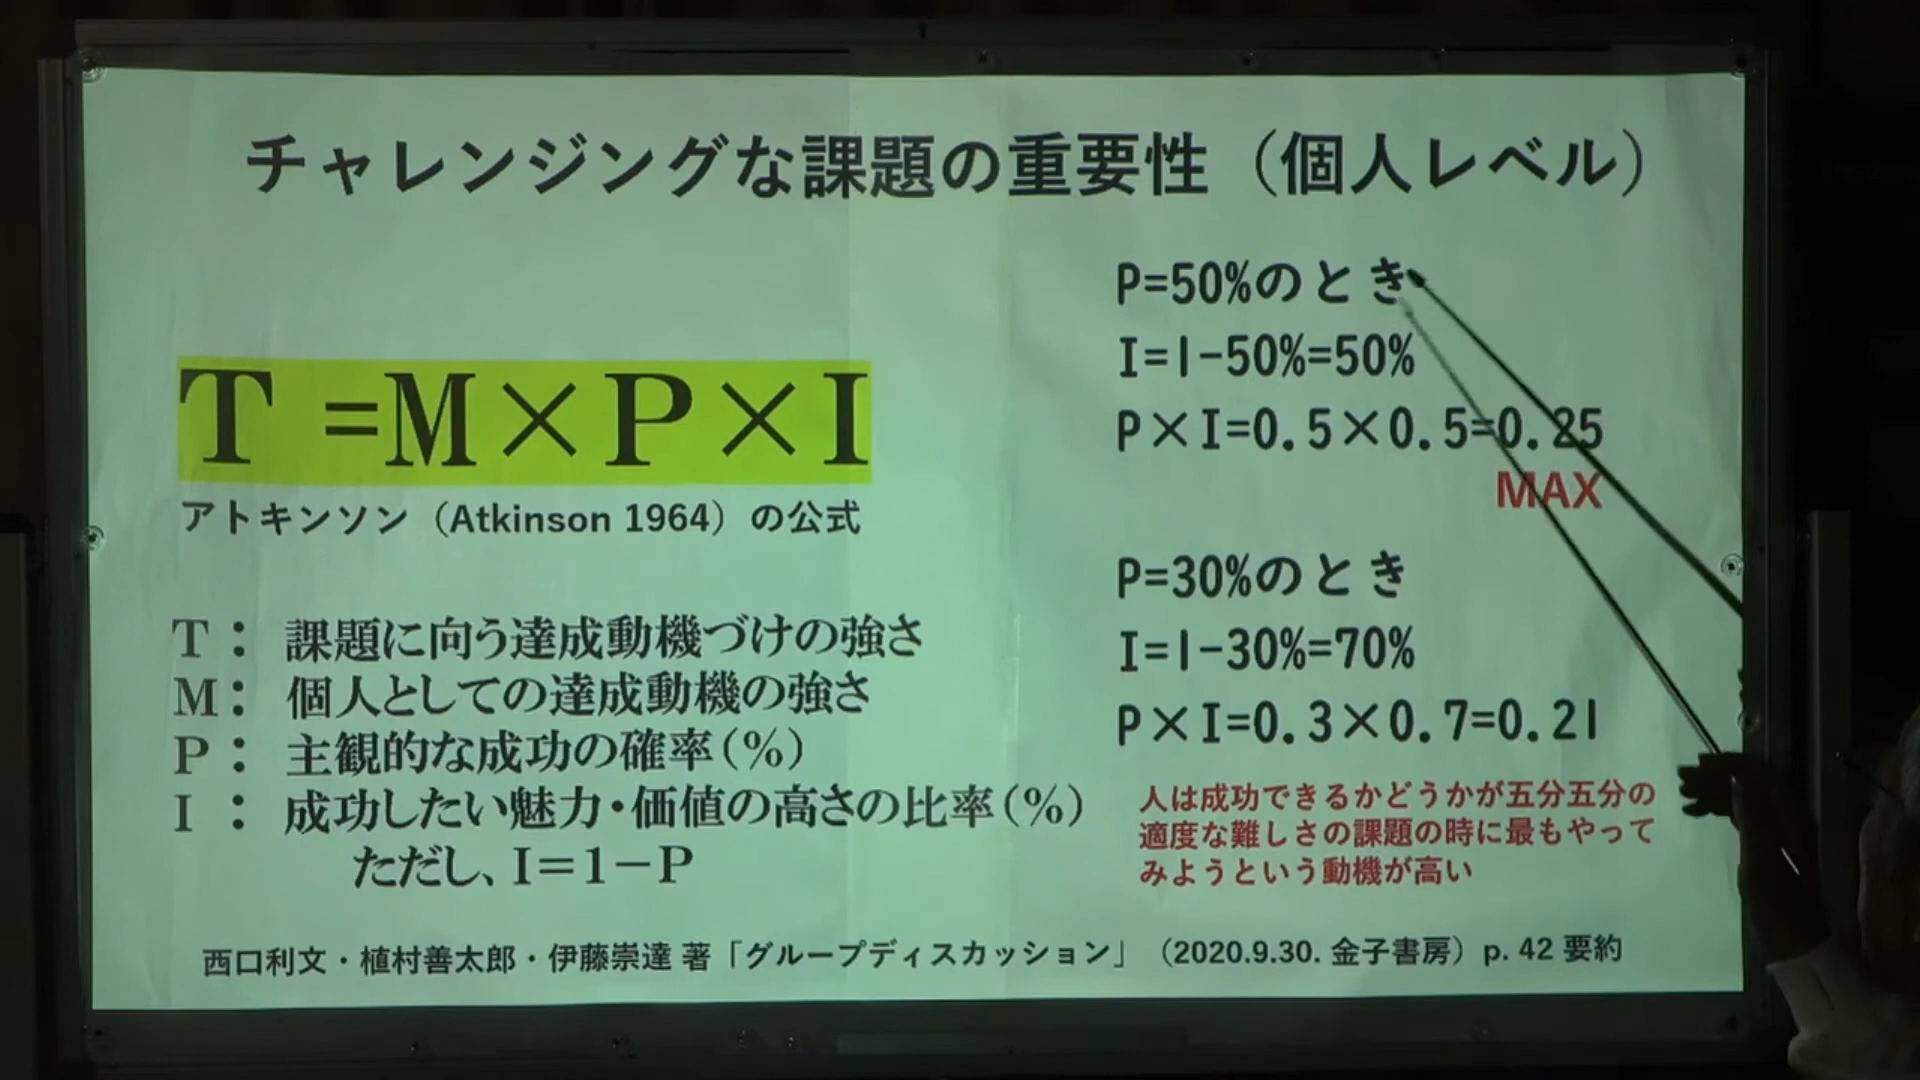 チャレンジングな課題の重要性（個人レベル）
T =M×P×I
アトキンソン（Atkinson 1964）の公式
T： 課題に向う達成動機づけの強さ
M： 個人としての達成動機の強さ
P： 主観的な成功の確率(%)
I： 成功したい魅力・価値の高さの比率(%)
ただし、I=1-P
P=50%のとき
I=1-50%=50%
P×I=0.5×0.5=0.25
MAX
P=30%のとき
I=1-30%=70%
P×I=0.3×0.7=0.21
人は成功できるかどうかが五分五分の
適度な難しさの課題の時に最もやって
みようという動機が高い
西口利文・植村善太郎・伊藤崇達 著「グループディスカッション」（2020.9.30. 金子書房）p. 42 要約